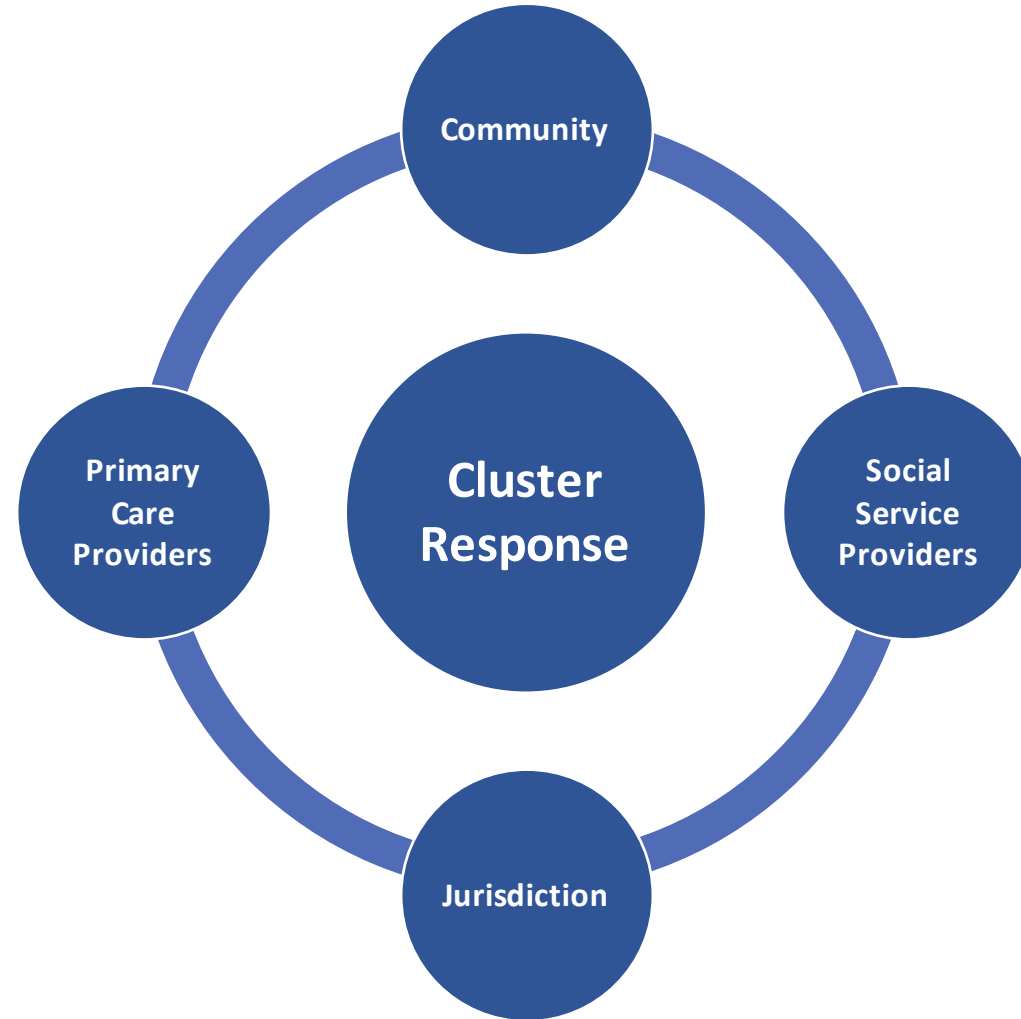 Community
Primary
Care
Providers
Cluster
Response
Social
Service
Providers
Jurisdiction